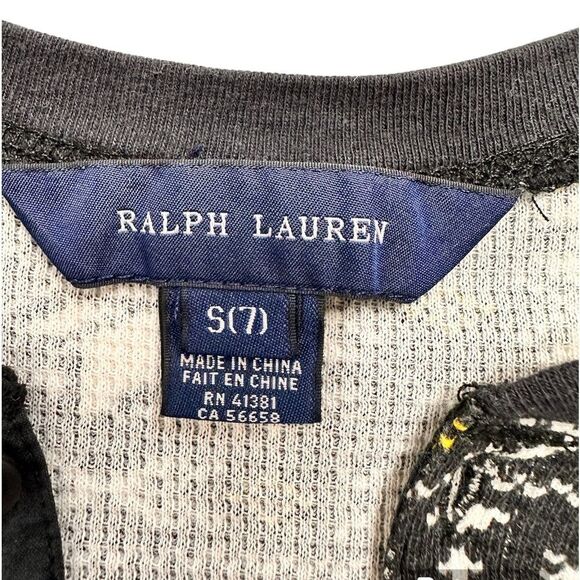 RALPH LAUREN
S(7)
MADE IN CHINA
FAIT EN CHINE
RN 41381
CA 56658